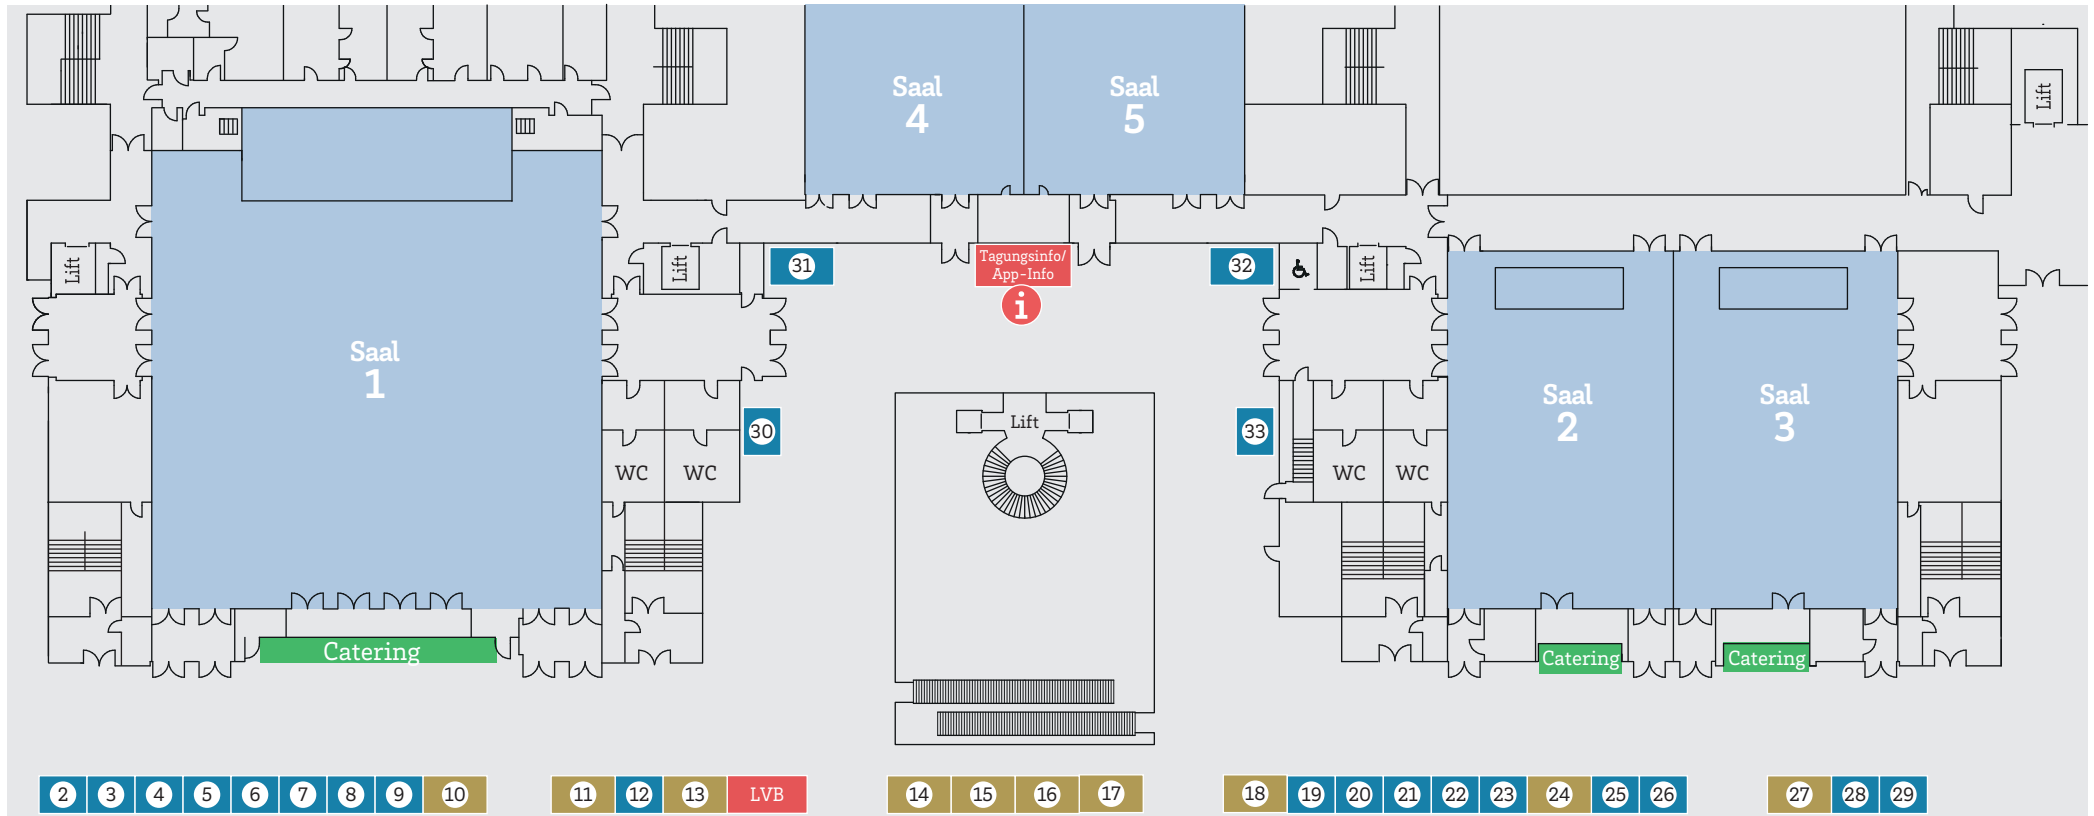 Saal
4
Saal
5
Lift
Lift
Lift
Lift
31
Tagungsinfo/
App-Info
i
32
Saal
1
Saal
2
Saal
3
30
Lift
33
WC
WC
WC
WC
Catering
Catering
Catering
2
3
4
5
6
7
8
9
10
11
12
13
LVB
14
15
16
17
18
19
20
21
22
23
24
25
26
27
28
29